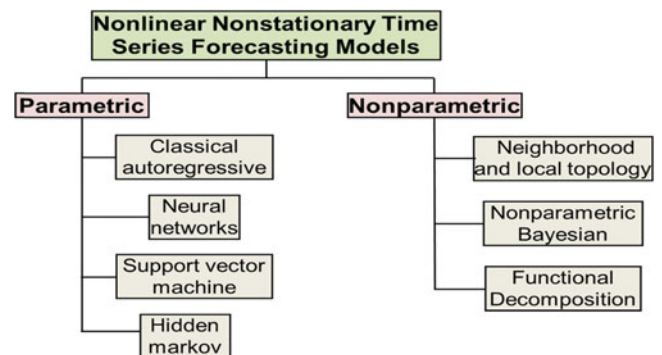 Nonlinear Nonstationary Time
Series Forecasting Models
Parametric
Classical
autoregressive
Neural
networks
Support vector
machine
Hidden
markov
Nonparametric
Neighborhood
and local topology
Nonparametric
Bayesian
Functional
Decomposition